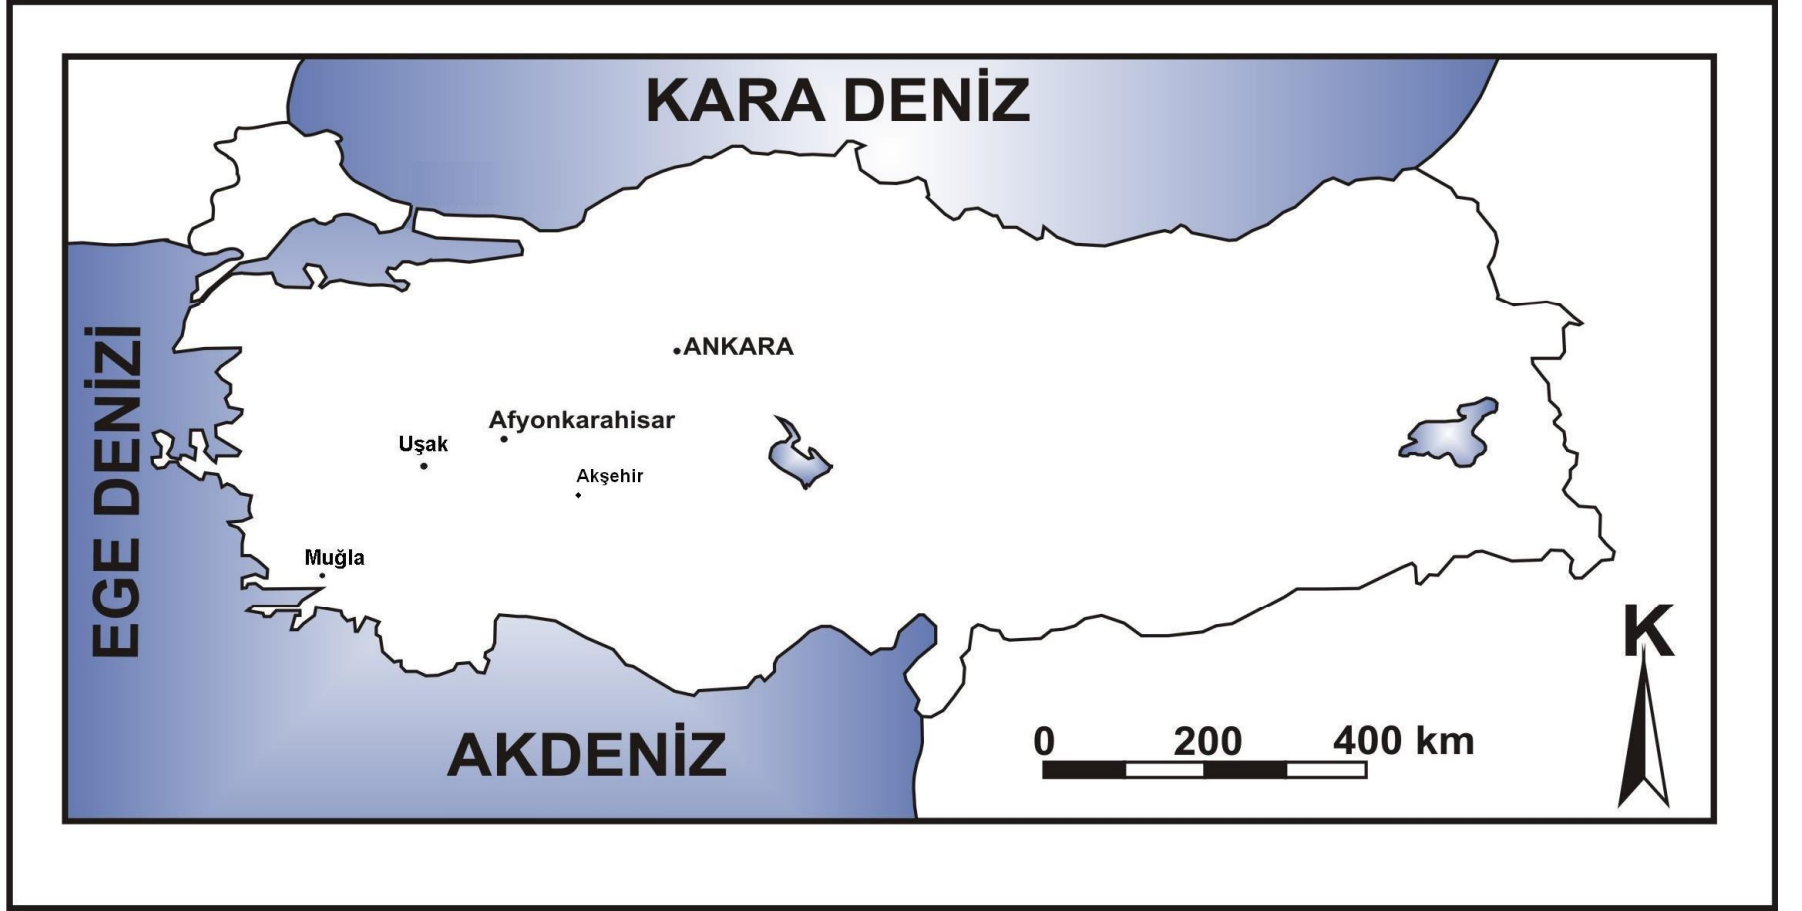 KARA DENİZ
EGE DENİZİ
ANKARA
Afyonkarahisar
Uşak
Akşehir
Muğla
K
AKDENİZ
0 200 400 km